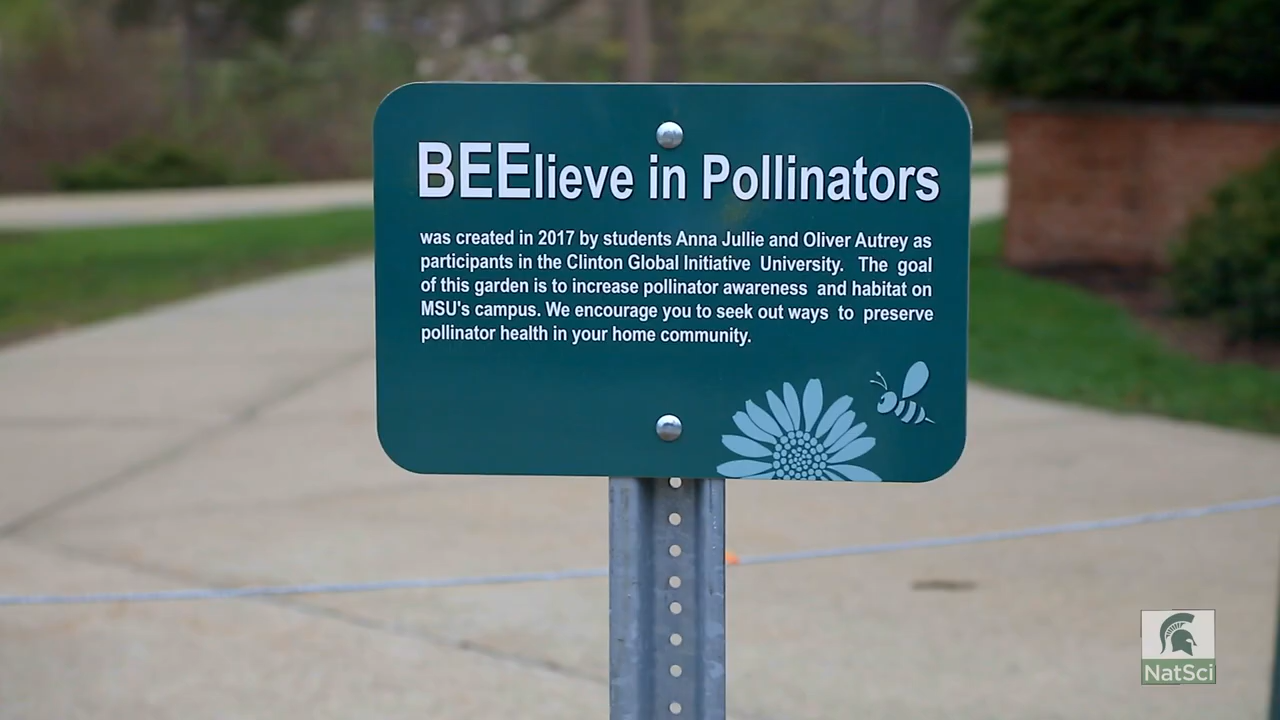 BEElieve in Pollinators
was created in 2017 by students Anna Jullie and Oliver Autrey as
participants in the Clinton Global Initiative University. The goal
of this garden is to increase pollinator awareness and habitat on
MSU's campus. We encourage you to seek out ways to preserve
pollinator health in your home community.
NatSci